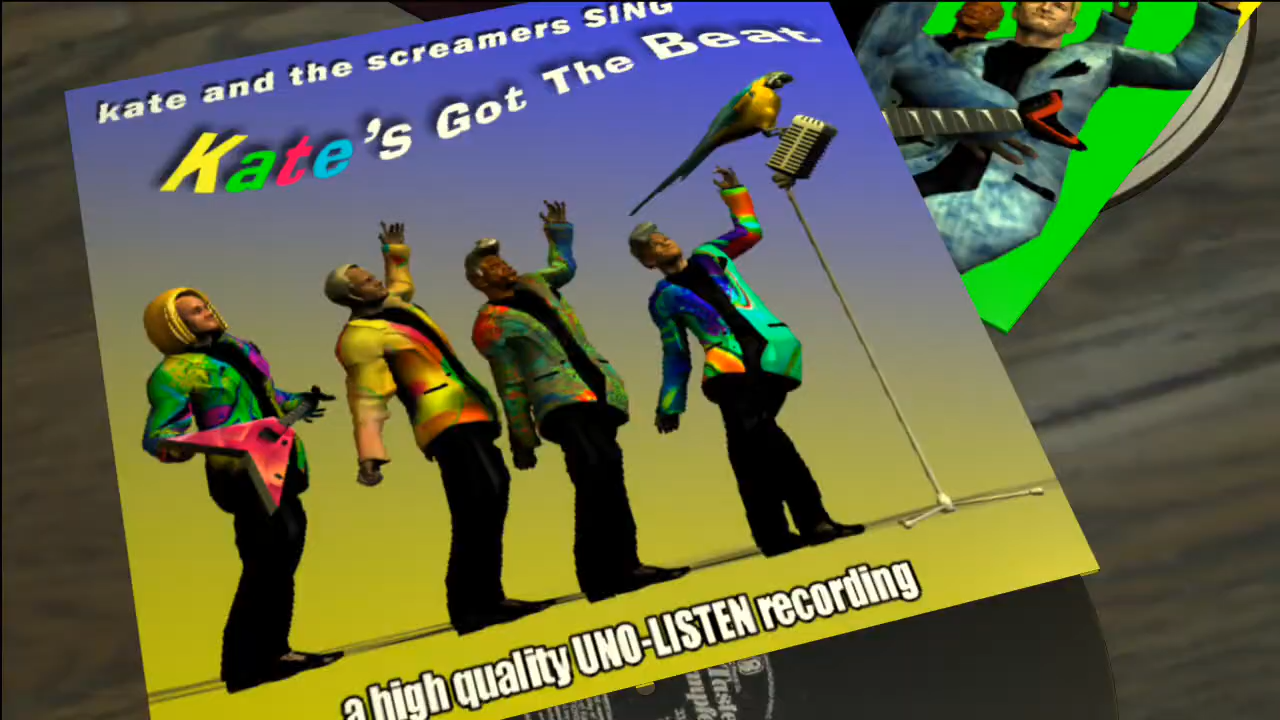 kate and the screamers SING
Kate's Got The Beat
a high quality UNO-LISTEN recording